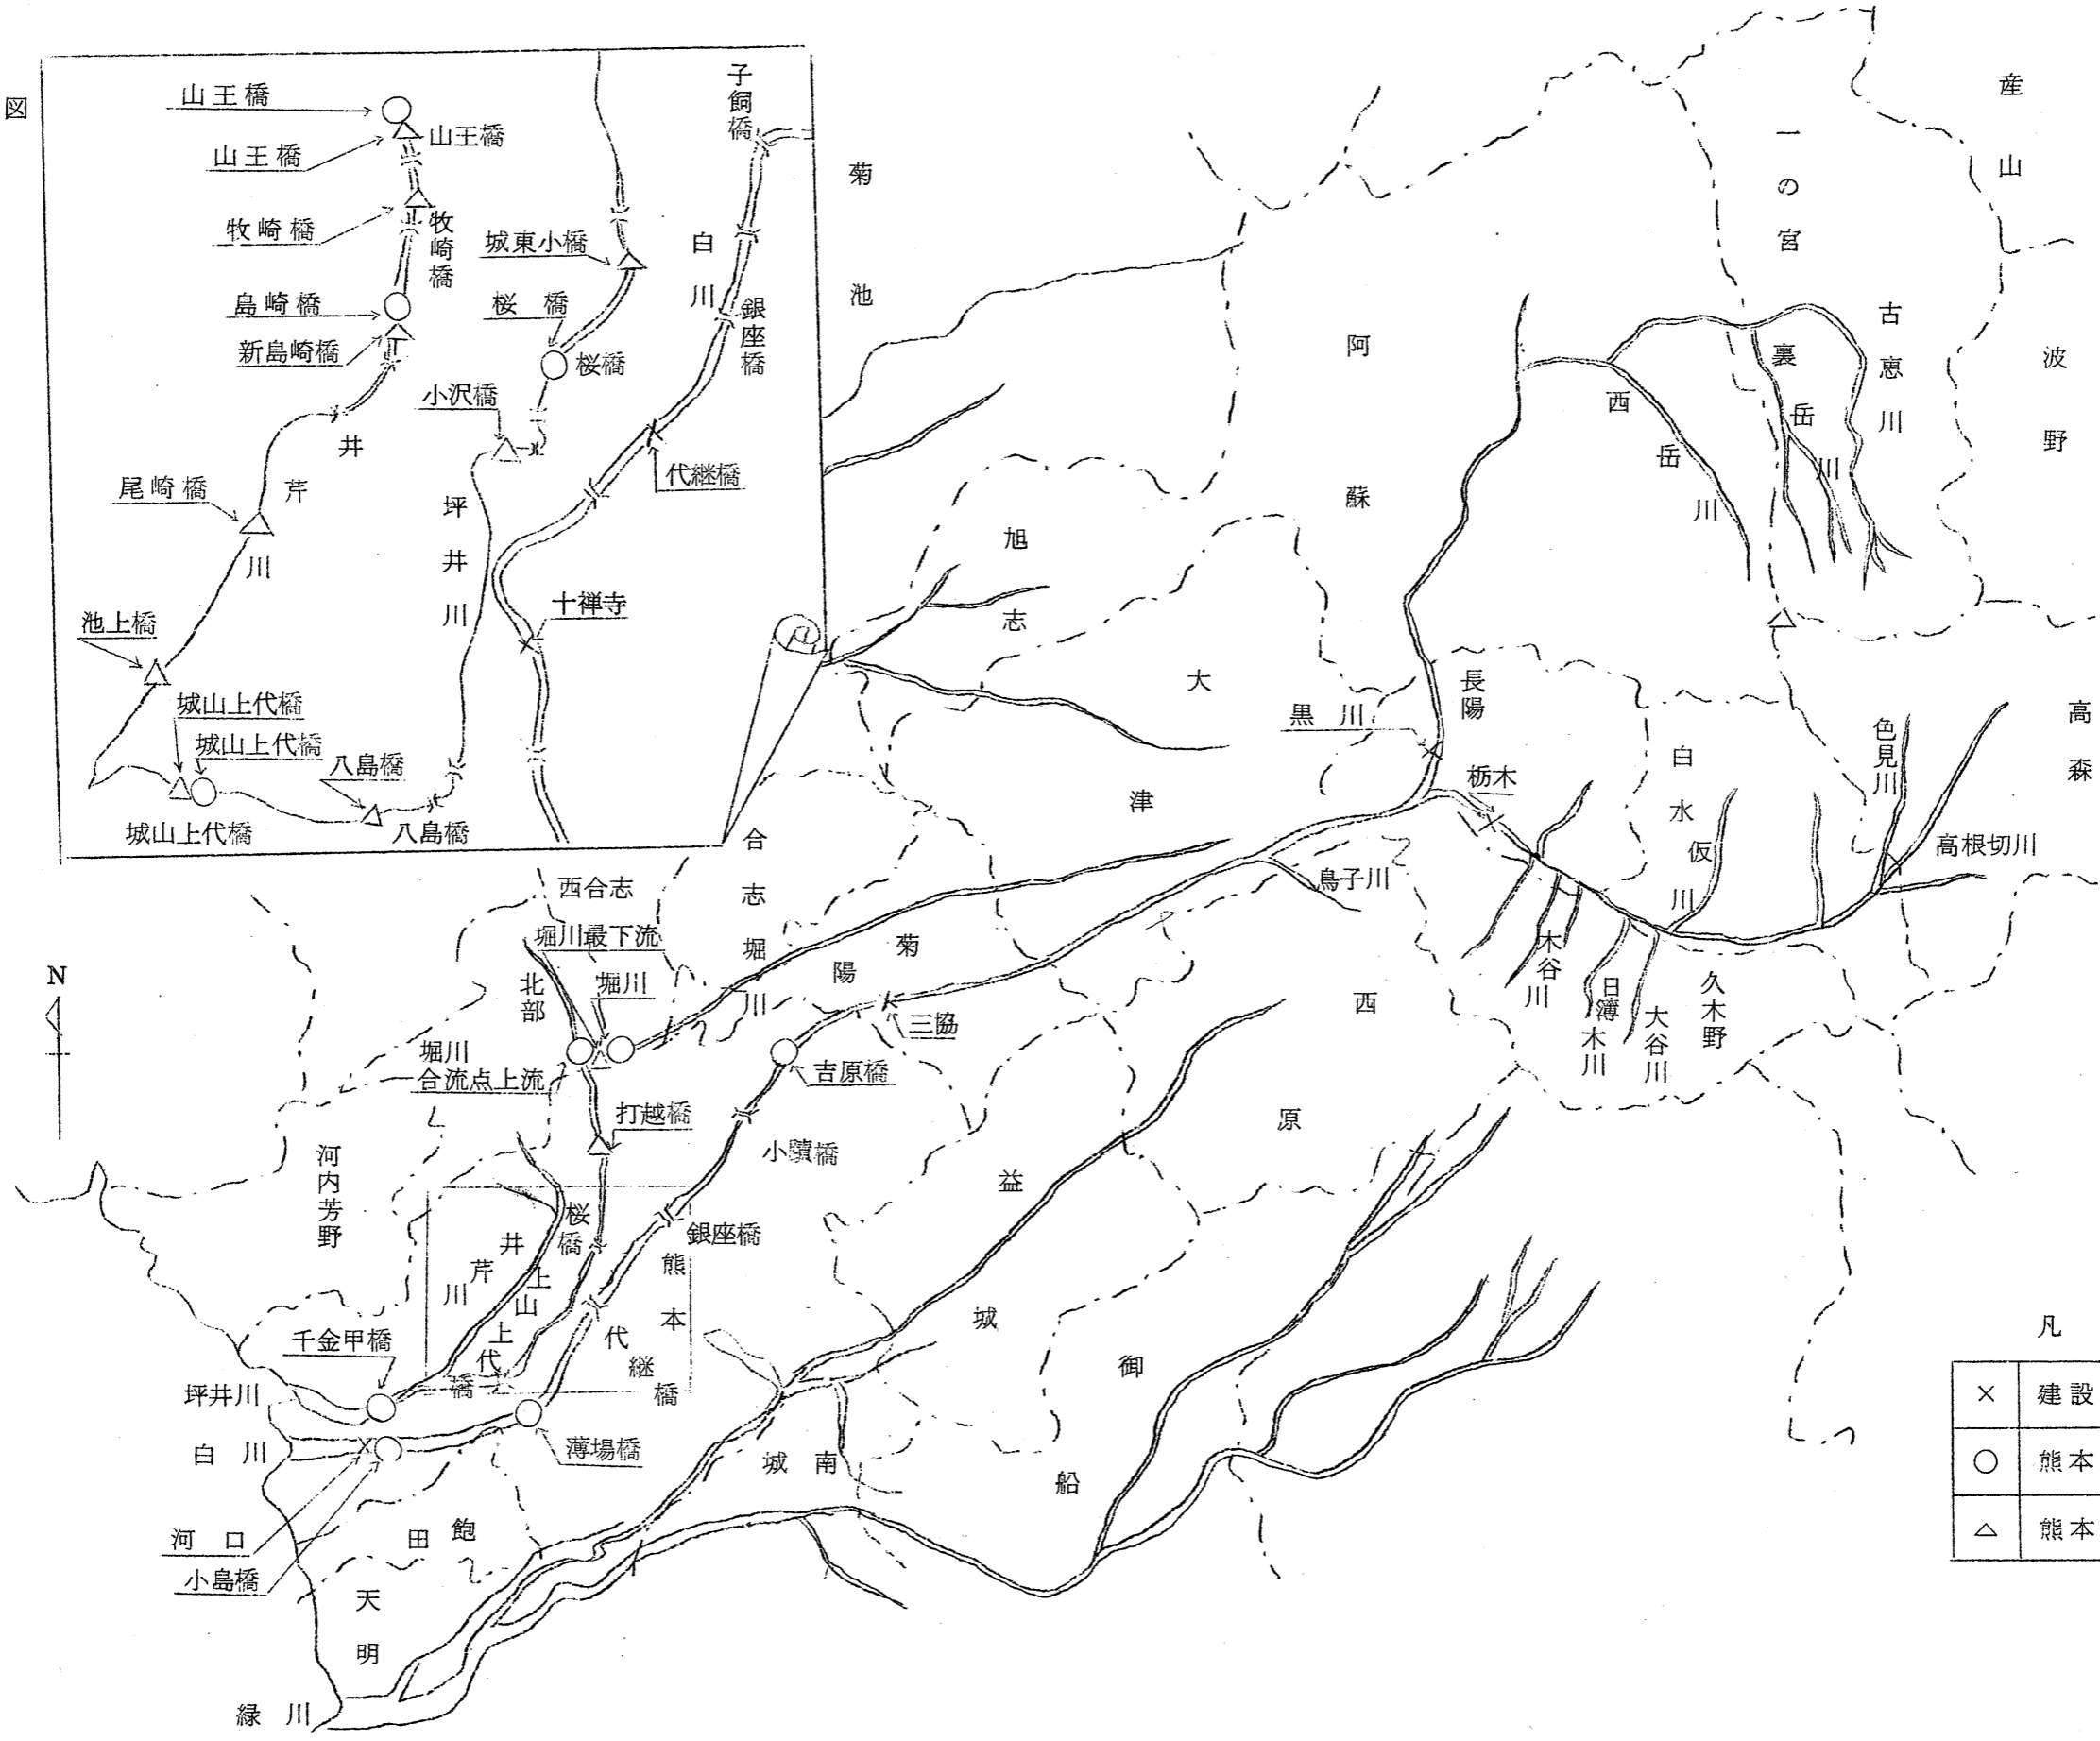 図
山王橋
山王橋
山王橋
牧崎橋
牧崎橋
島崎橋
新島崎橋
井芹川
尾崎橋
池上橋
城山上代橋
城山上代橋
城山上代橋
八島橋
八島橋
坪井川
小沢橋
桜橋
桜橋
城東小橋
子飼橋
白川
銀座橋
代継橋
十禅寺
菊池
旭志
阿蘇
一の宮
産山
波野
古恵川
裏岳川
西岳川
大津
長陽
黒川
栃木
白水
仮川
色見川
高森
高根切川
鳥子川
木谷川
日簿木川
大谷川
久木野
西原
合志
西合志
堀川最下流
堀川
北部
堀川
合流点上流
堀川
菊陽
三協
吉原橋
打越橋
小磧橋
銀座橋
熊本
桜橋
井芹川
上山上代橋
代継橋
河内芳野
千金甲橋
坪井川
白川
薄場橋
河口
小島橋
飽田
天明
緑川
益城
御船
城南
N
凡
× 建設
○ 熊本
△ 熊本